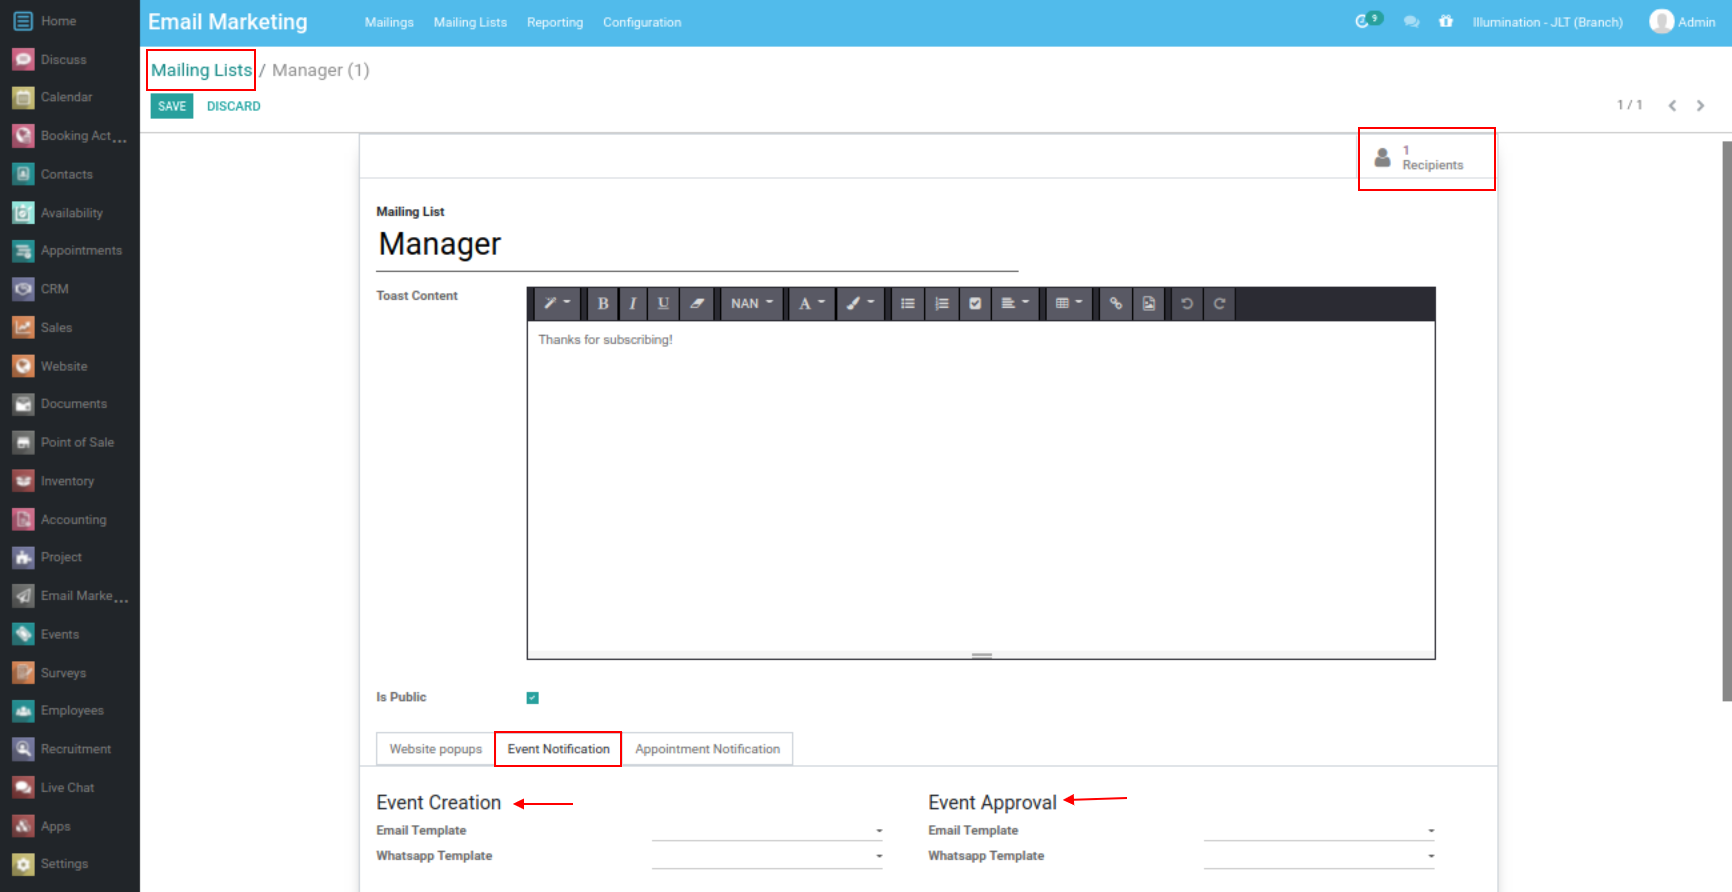 Home
Discuss
Calendar
Booking Act...
Contacts
Availability
Appointments
CRM
Sales
Website
Documents
Point of Sale
Inventory
Accounting
Project
Email Marke...
Events
Surveys
Employees
Recruitment
Live Chat
Apps
Settings
Email Marketing Mailings Mailing Lists Reporting Configuration 9 Illumination - JLT (Branch) Admin
Mailing Lists / Manager (1)
SAVE DISCARD 1 / 1
1
Recipients
Mailing List
Manager
Toast Content
B I U NAN A
Thanks for subscribing!
Is Public
Website popups Event Notification Appointment Notification
Event Creation Event Approval
Email Template Email Template
Whatsapp Template Whatsapp Template